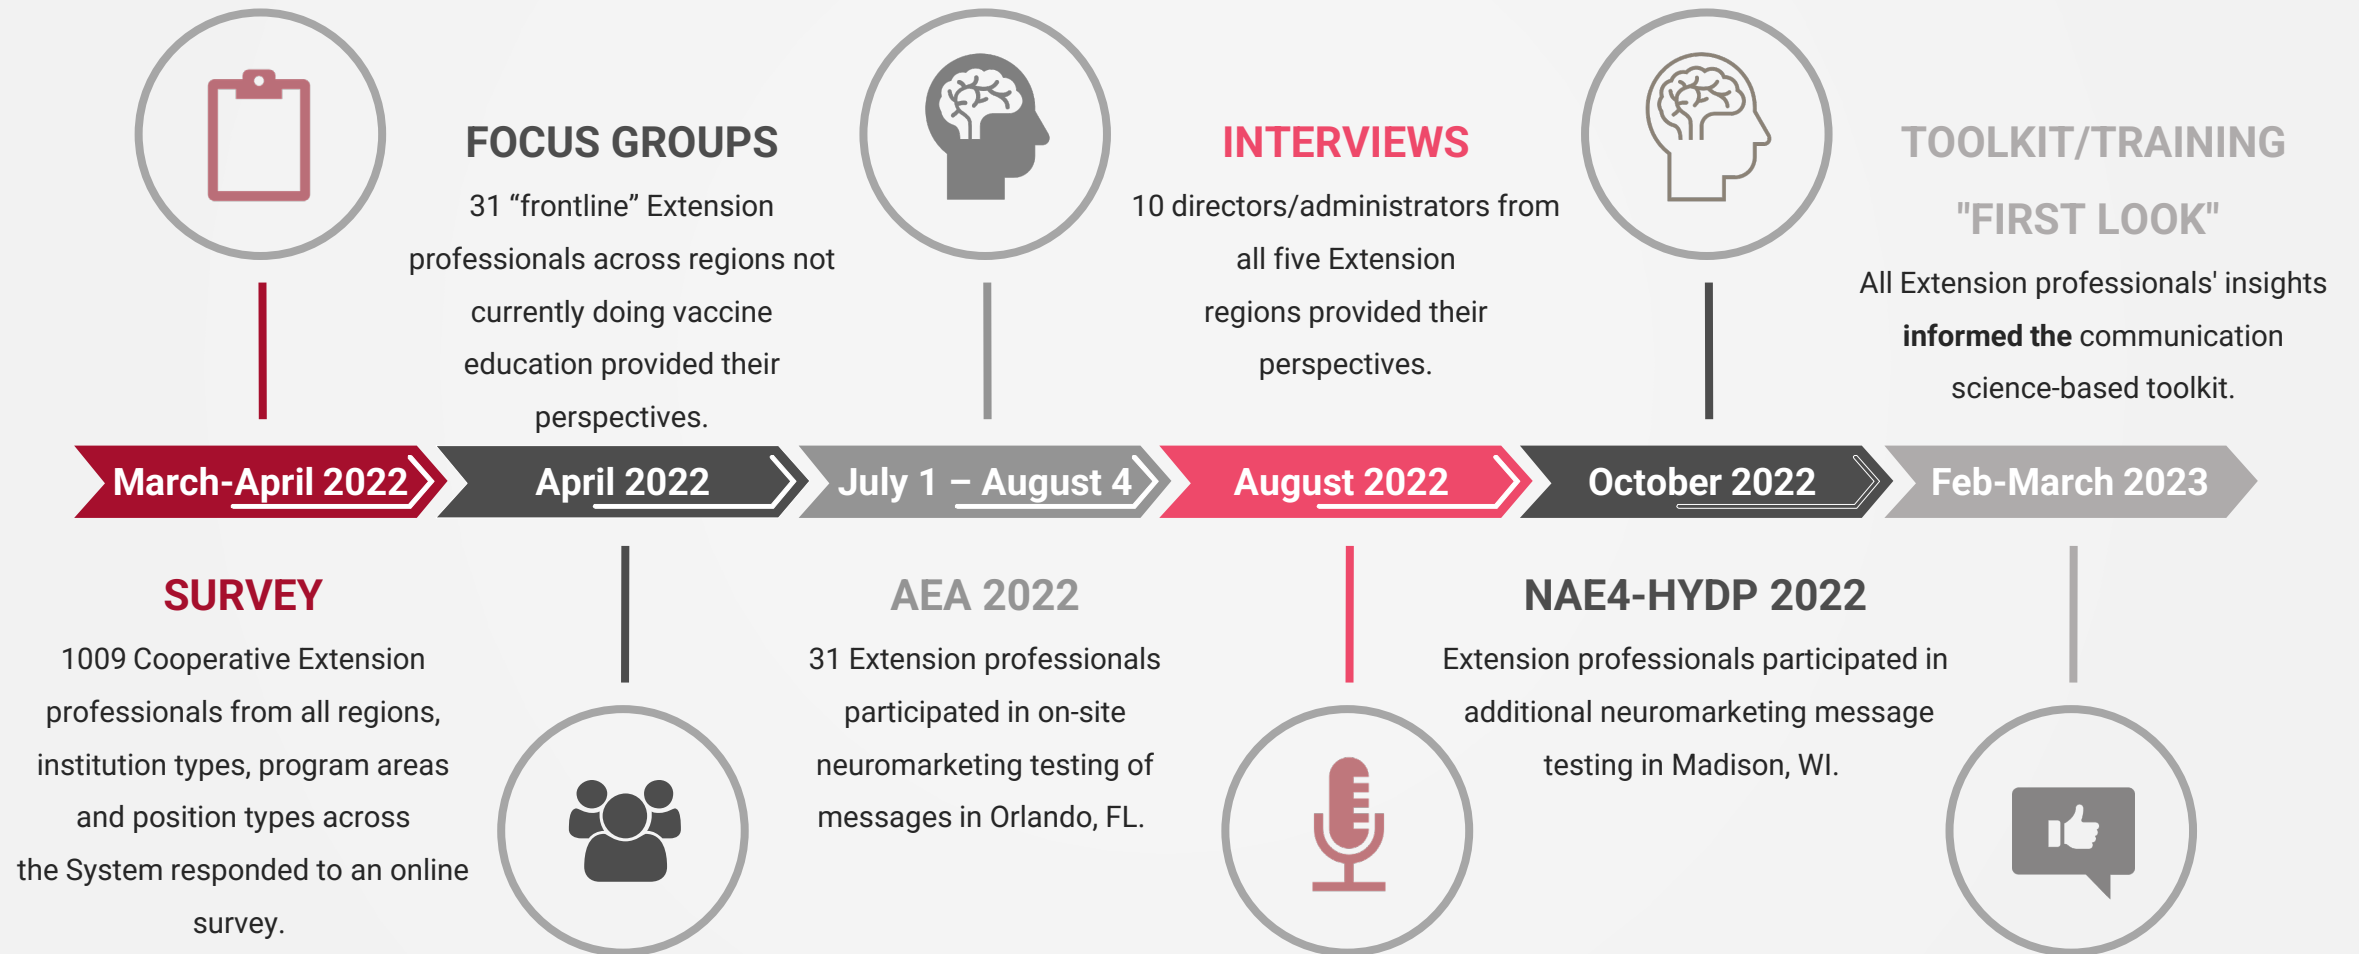 FOCUS GROUPS
31 “frontline” Extension
professionals across regions not
currently doing vaccine
education provided their
perspectives.
INTERVIEWS
10 directors/administrators from
all five Extension
regions provided their
perspectives.
TOOLKIT/TRAINING
"FIRST LOOK"
All Extension professionals' insights
informed the communication
science-based toolkit.
March-April 2022
April 2022
July 1 – August 4
August 2022
October 2022
Feb-March 2023
SURVEY
1009 Cooperative Extension
professionals from all regions,
institution types, program areas
and position types across
the System responded to an online
survey.
AEA 2022
31 Extension professionals
participated in on-site
neuromarketing testing of
messages in Orlando, FL.
NAE4-HYDP 2022
Extension professionals participated in
additional neuromarketing message
testing in Madison, WI.